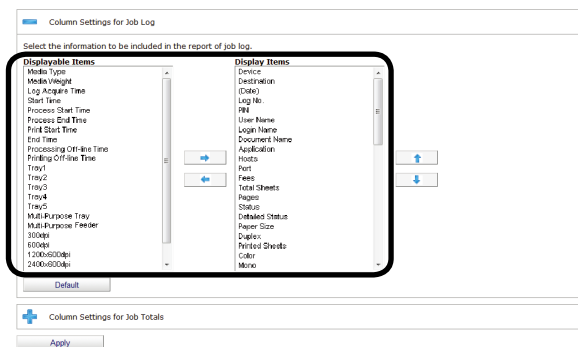 Column Settings for Job Log
Select the information to be included in the report of job log.
Displayable Items
Media Type
Media Weight
Log Acquire Time
Start Time
Process Start Time
Process End Time
Print Start Time
End Time
Processing Off-line Time
Printing Off-line Time
Tray1
Tray2
Tray3
Tray4
Tray5
Multi-Purpose Tray
Multi-Purpose Feeder
300dpi
600dpi
1200x600dpi
2400x600dpi
Display Items
Device
Destination
(Date)
Log No.
PIN
User Name
Login Name
Document Name
Application
Hosts
Port
Fees
Total Sheets
Pages
Status
Detailed Status
Paper Size
Duplex
Printed Sheets
Color
Mono
Default
Column Settings for Job Totals
Apply